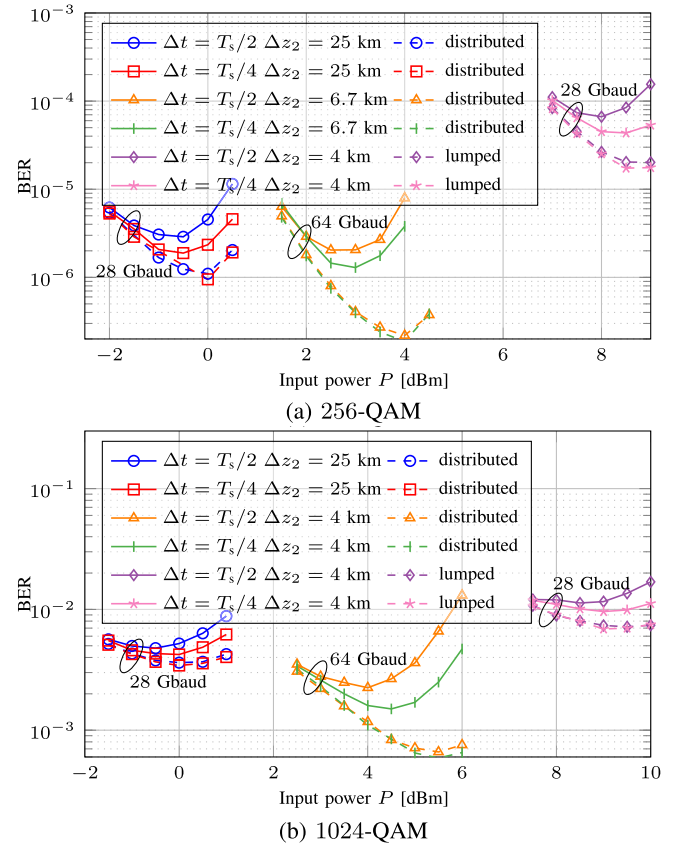 10⁻³
Δt = Tₛ/2 Δz₂ = 25 km distributed
Δt = Tₛ/4 Δz₂ = 25 km distributed
Δt = Tₛ/2 Δz₂ = 6.7 km distributed
Δt = Tₛ/4 Δz₂ = 6.7 km distributed
Δt = Tₛ/2 Δz₂ = 4 km lumped
Δt = Tₛ/4 Δz₂ = 4 km lumped
28 Gbaud
10⁻⁴
BER
10⁻⁵
64 Gbaud
28 Gbaud
10⁻⁶
−2 0 2 4 6 8
Input power P [dBm]
(a) 256-QAM
Δt = Tₛ/2 Δz₂ = 25 km distributed
Δt = Tₛ/4 Δz₂ = 25 km distributed
Δt = Tₛ/2 Δz₂ = 4 km distributed
Δt = Tₛ/4 Δz₂ = 4 km distributed
Δt = Tₛ/2 Δz₂ = 4 km lumped
Δt = Tₛ/4 Δz₂ = 4 km lumped
10⁻¹
BER
28 Gbaud
10⁻²
64 Gbaud
28 Gbaud
10⁻³
−2 0 2 4 6 8 10
Input power P [dBm]
(b) 1024-QAM